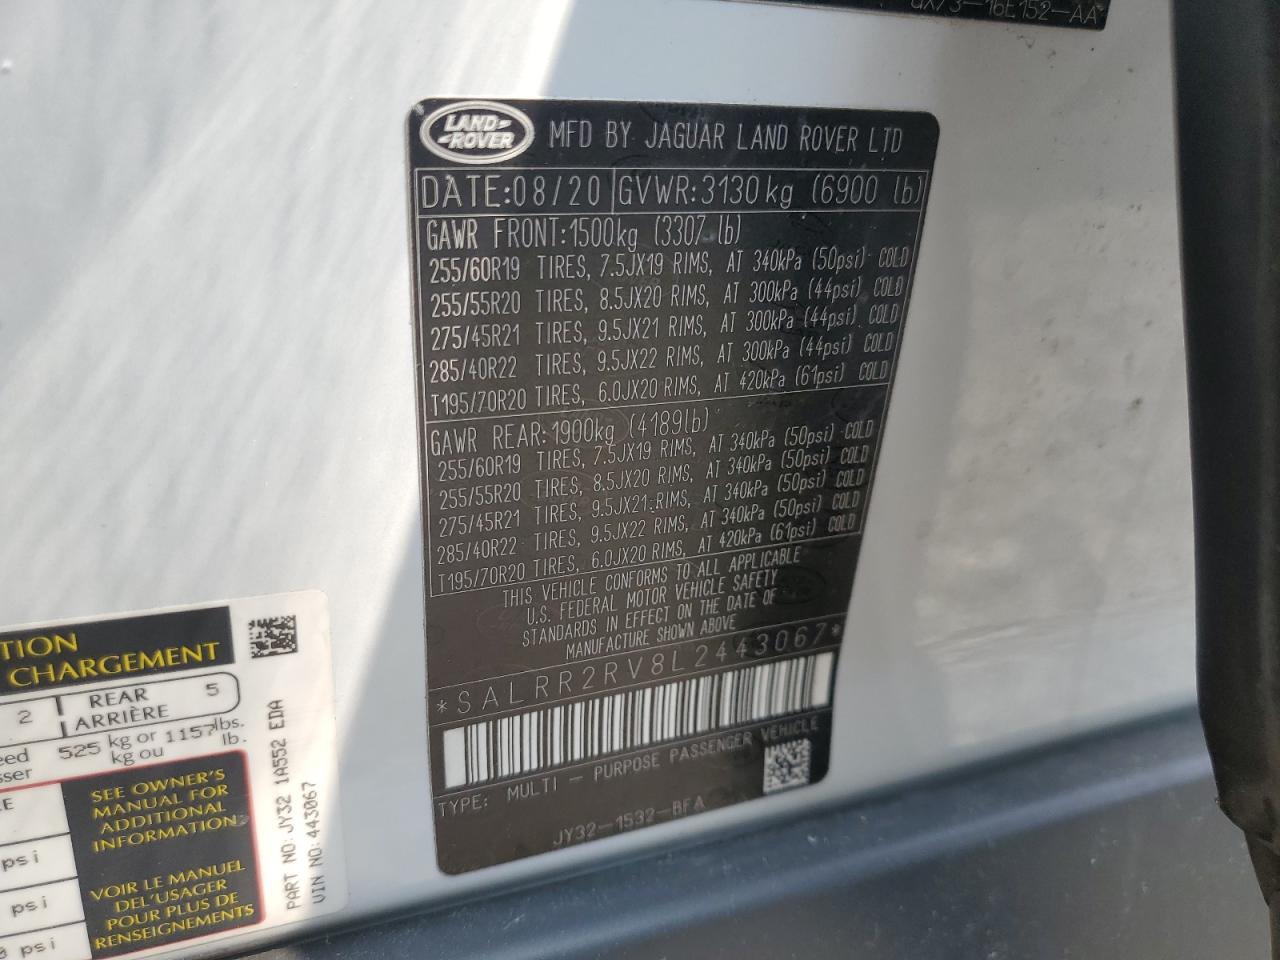 GX73-16E152-AA
LAND ROVER
MFD BY JAGUAR LAND ROVER LTD
DATE:08/20 GVWR:3130kg (6900 lb)
GAWR FRONT:1500kg (3307 lb)
255/60R19 TIRES, 7.5JX19 RIMS, AT 340kPa (50psi) COLD
255/55R20 TIRES, 8.5JX20 RIMS, AT 300kPa (44psi) COLD
275/45R21 TIRES, 9.5JX21 RIMS, AT 300kPa (44psi) COLD
285/40R22 TIRES, 9.5JX22 RIMS, AT 300kPa (44psi) COLD
T195/70R20 TIRES, 6.0JX20 RIMS, AT 420kPa (61psi) COLD
GAWR REAR:1900kg (4189lb)
255/60R19 TIRES, 7.5JX19 RIMS, AT 340kPa (50psi) COLD
255/55R20 TIRES, 8.5JX20 RIMS, AT 340kPa (50psi) COLD
275/45R21 TIRES, 9.5JX21 RIMS, AT 340kPa (50psi) COLD
285/40R22 TIRES, 9.5JX22 RIMS, AT 340kPa (50psi) COLD
T195/70R20 TIRES, 6.0JX20 RIMS, AT 420kPa (61psi) COLD
THIS VEHICLE CONFORMS TO ALL APPLICABLE
U.S. FEDERAL MOTOR VEHICLE SAFETY
STANDARDS IN EFFECT ON THE DATE OF
MANUFACTURE SHOWN ABOVE
*SALRR2RV8L2443067*
TYPE: MULTI - PURPOSE PASSENGER VEHICLE
JY32-1532-BFA
TION
CHARGEMENT
2 REAR 5
ARRIÈRE
eed 525 kg or 1157 lbs.
sser kg ou lb.
E
psi
psi
psi
SEE OWNER'S
MANUAL FOR
ADDITIONAL
INFORMATION
VOIR LE MANUEL
DEL'USAGER
POUR PLUS DE
RENSEIGNEMENTS
PART NO:JY32 1A552 EDA
VIN NO:443067